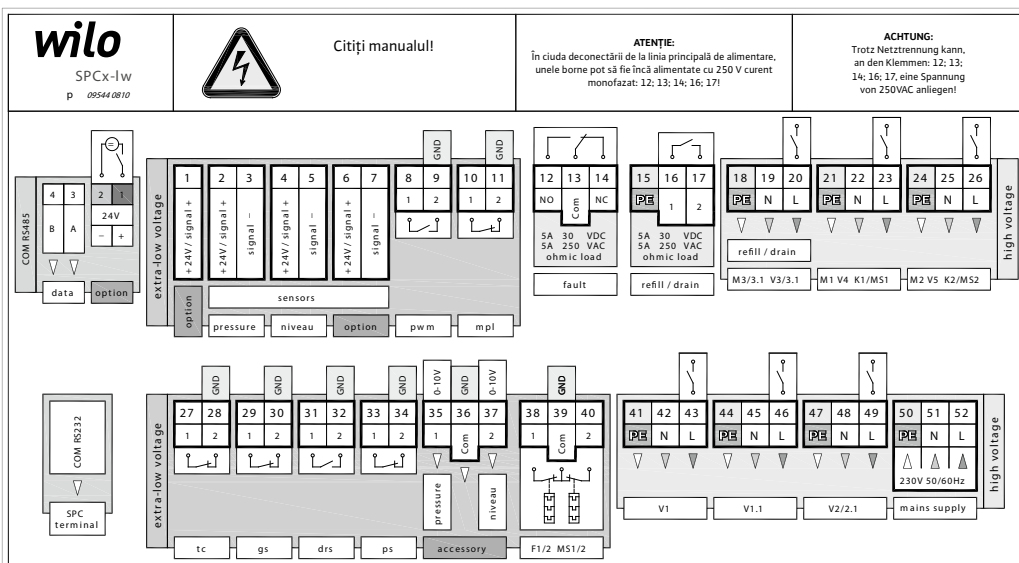 wilo
SPCx-lw
p 09544 0810
Citiți manualul!
ATENȚIE:
În ciuda deconectării de la linia principală de alimentare,
unele borne pot să fie încă alimentate cu 250 V curent
monofazat: 12; 13; 14; 16; 17!
ACHTUNG:
Trotz Netztrennung kann,
an den Klemmen: 12; 13;
14; 16; 17, eine Spannung
von 250VAC anliegen!
COM RS485
4 3 2 1
B A
24V
– +
data
option
extra-low voltage
GND GND
1 2 3 4 5 6 7 8 9 10 11
+ 24V / signal +
+ 24V / signal +
signal –
+ 24V / signal +
signal –
+ 24V / signal +
signal –
1 2 1 2
option
sensors
pressure niveau option pwm mpl
12 13 14
NO Com NC
5A 30 VDC
5A 250 VAC
ohmic load
fault
15 16 17
PE 1 2
5A 30 VDC
5A 250 VAC
ohmic load
refill / drain
18 19 20 21 22 23 24 25 26
PE N L PE N L PE N L
refill / drain
M3/3.1 V3/3.1 M1 V4 K1/MS1 M2 V5 K2/MS2
high voltage
COM RS232
SPC
terminal
extra-low voltage
GND GND GND GND 0-10V GND 0-10V GND
27 28 29 30 31 32 33 34 35 36 37 38 39 40
1 2 1 2 1 2 1 2 1 Com 2 1 Com 2
pressure niveau
tc gs drs ps accessory F1/2 MS1/2
41 42 43 44 45 46 47 48 49 50 51 52
PE N L PE N L PE N L PE N L
230V 50/60Hz
V1 V1.1 V2/2.1 mains supply
high voltage